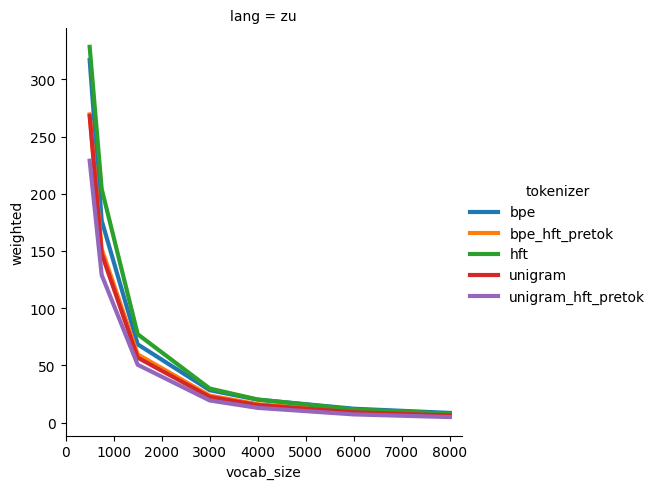 lang = zu
300
250
200
150
100
50
0
weighted
0 1000 2000 3000 4000 5000 6000 7000 8000
vocab_size
tokenizer
bpe
bpe_hft_pretok
hft
unigram
unigram_hft_pretok